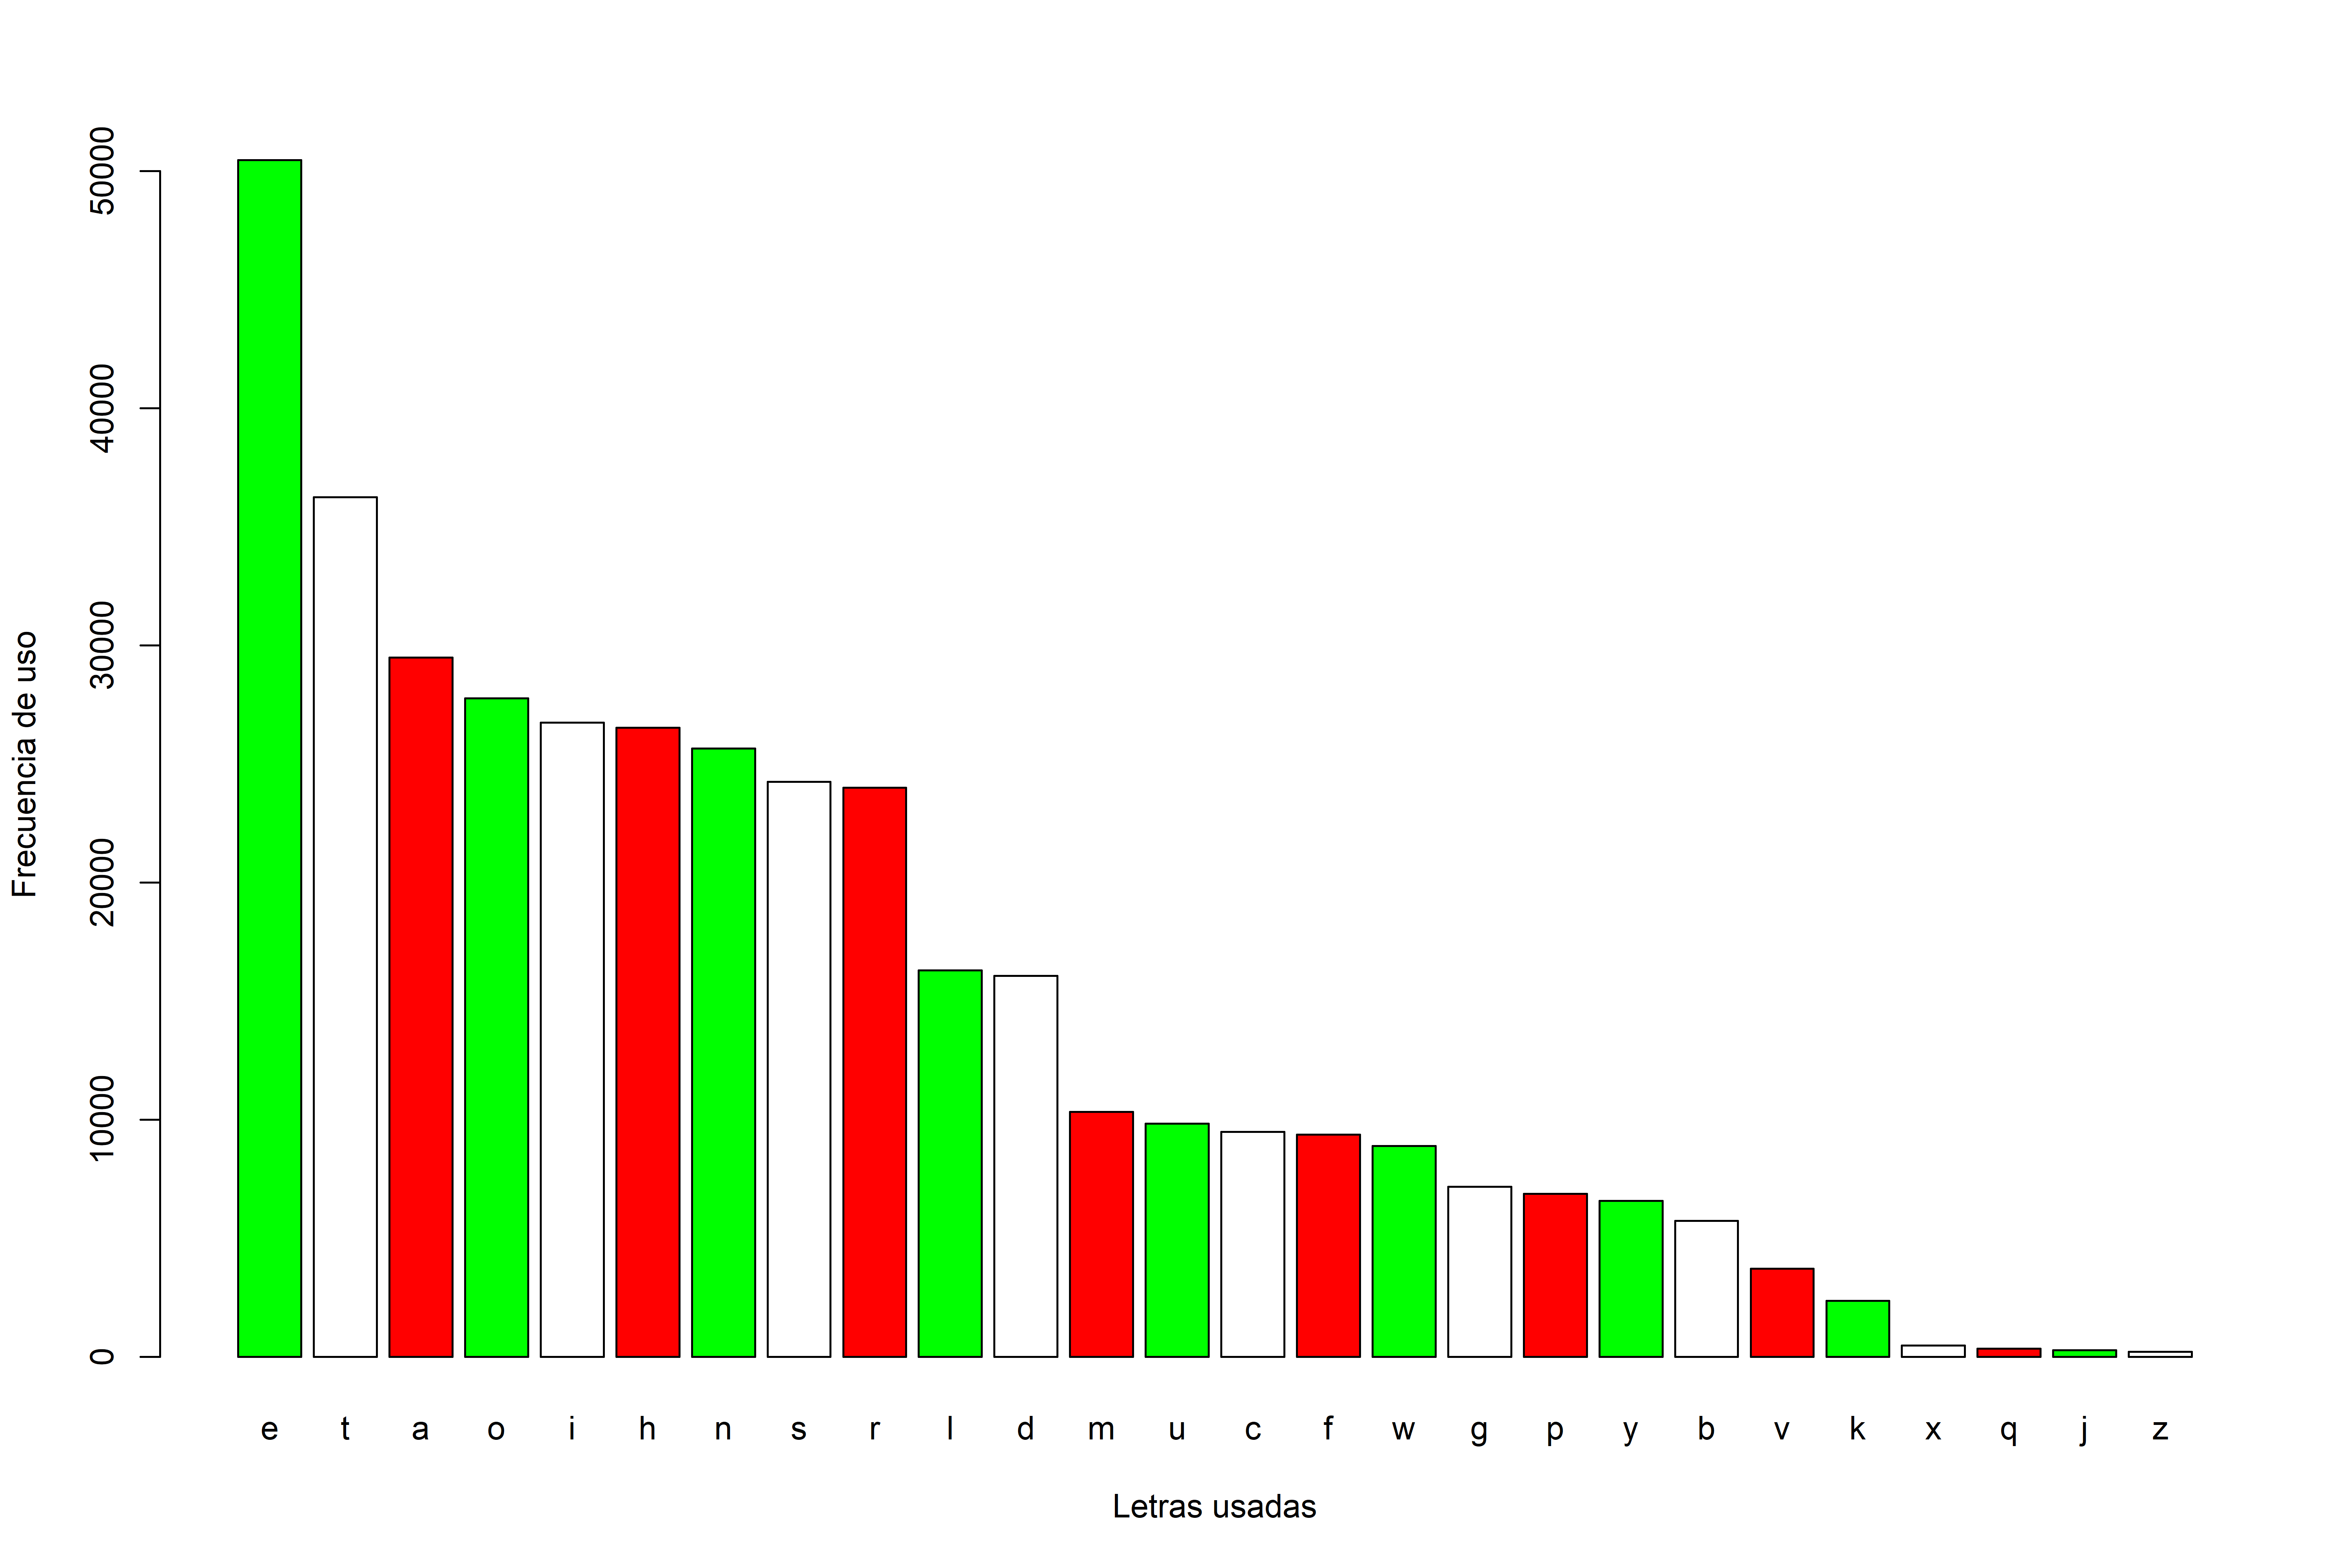 Frecuencia de uso
50000
40000
30000
20000
10000
0
e t a o i h n s r l d m u c f w g p y b v k x q j z
Letras usadas